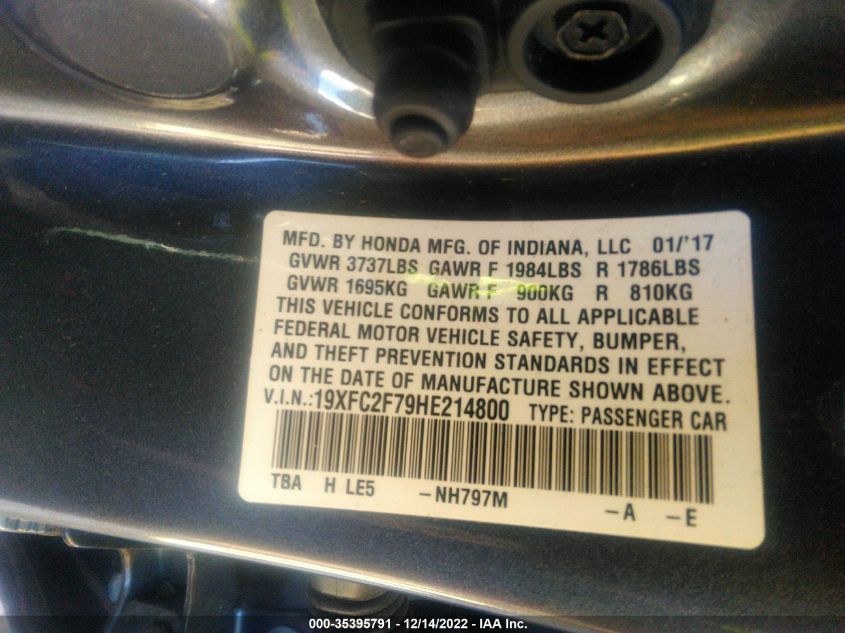 MFD. BY HONDA MFG. OF INDIANA, LLC 01/'17
GVWR 3737LBS GAWR F 1984LBS R 1786LBS
GVWR 1695KG GAWR F 900KG R 810KG
THIS VEHICLE CONFORMS TO ALL APPLICABLE
FEDERAL MOTOR VEHICLE SAFETY, BUMPER,
AND THEFT PREVENTION STANDARDS IN EFFECT
ON THE DATE OF MANUFACTURE SHOWN ABOVE.
V.I.N.:19XFC2F79HE214800 TYPE: PASSENGER CAR
TBA H LE5 -NH797M -A -E
000-35395791 - 12/14/2022 - IAA Inc.